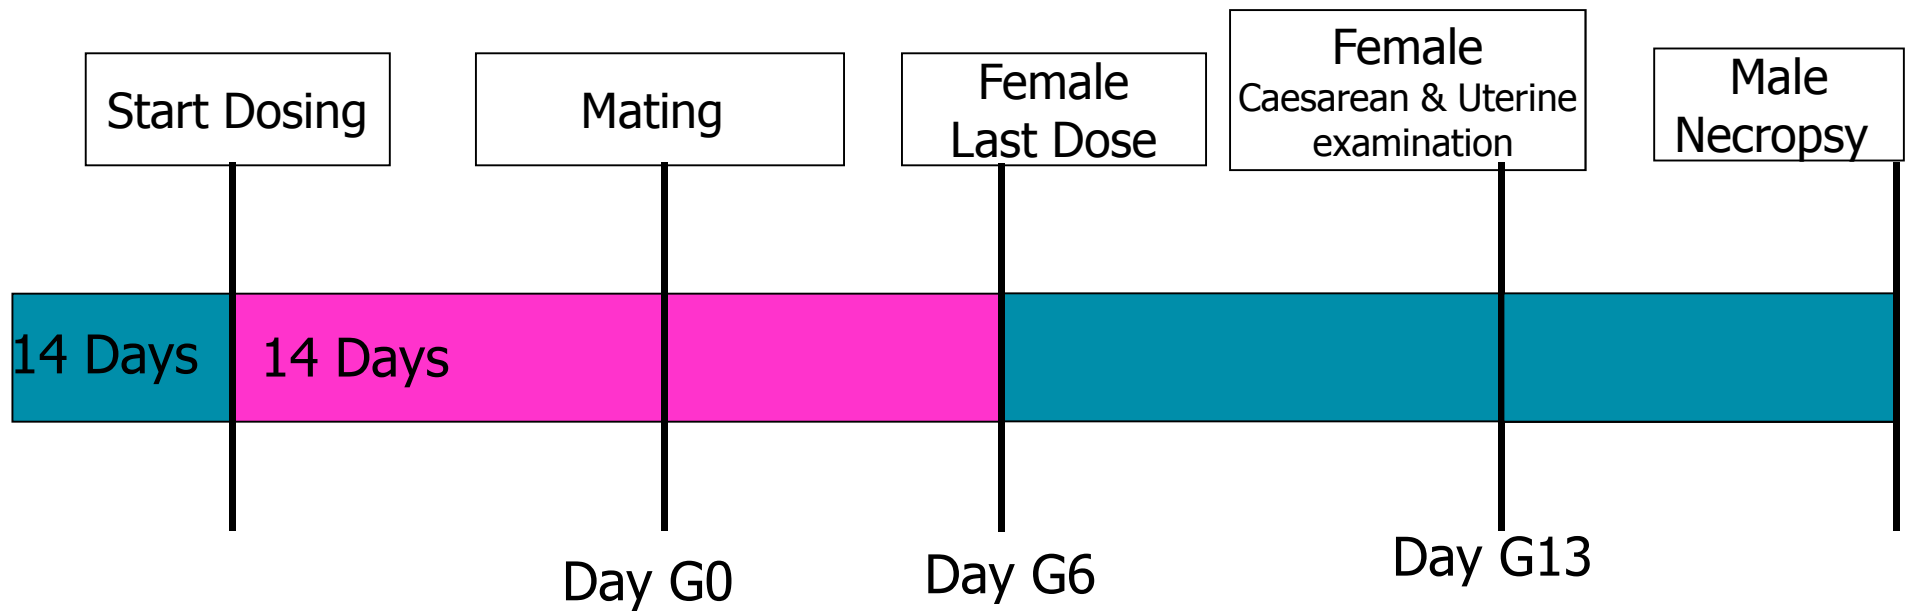 Start Dosing
Mating
Female
Last Dose
Female
Caesarean & Uterine
examination
Male
Necropsy
14 Days
14 Days
Day G0
Day G6
Day G13